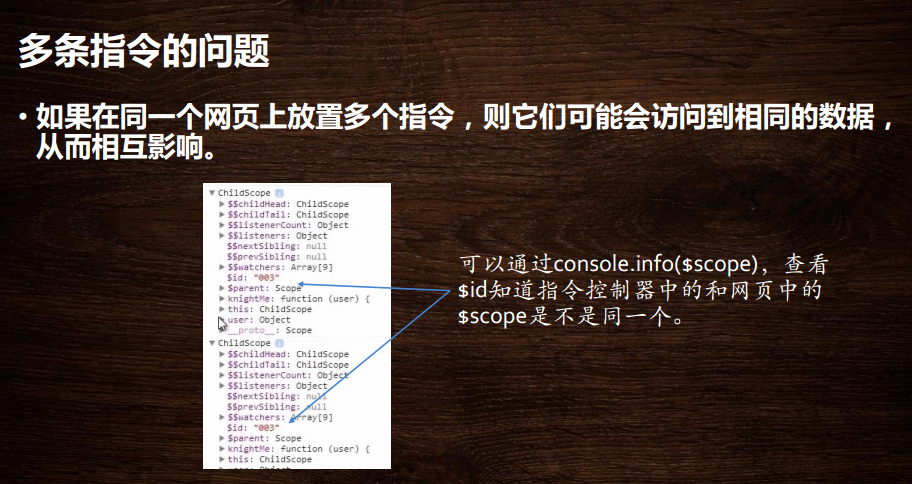 多条指令的问题
• 如果在同一个网页上放置多个指令，则它们可能会访问到相同的数据，
从而相互影响。
▼ChildScope i
▶$$childHead: ChildScope
▶$$childTail: ChildScope
▶$$listenerCount: Object
▶$$listeners: Object
$$nextSibling: null
$$prevSibling: null
▶$$watchers: Array[9]
$id: "003"
▶$parent: Scope
▶knightMe: function (user) {
▶this: ChildScope
▶user: Object
▶__proto__: Scope
▼ChildScope i
▶$$childHead: ChildScope
▶$$childTail: ChildScope
▶$$listenerCount: Object
▶$$listeners: Object
$$nextSibling: null
$$prevSibling: null
▶$$watchers: Array[9]
$id: "003"
▶$parent: Scope
▶knightMe: function (user) {
▶this: ChildScope
可以通过console.info($scope)，查看
$id知道指令控制器中的和网页中的
$scope是不是同一个。